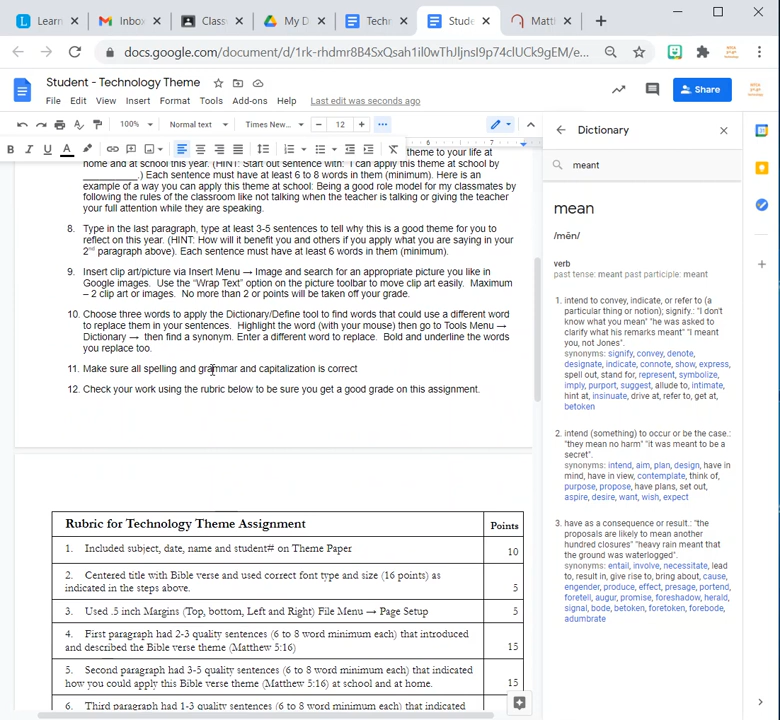 Learn
Inbox
Class
My D
Techn
Stude
Matt
docs.google.com/document/d/1rk-rhdmr8B4SxQsah1il0wThJljnsI9p74clUCk9gEM/e...
Student - Technology Theme
File Edit View Insert Format Tools Add-ons Help Last edit was seconds ago
Share
100% Normal text Times New... 12
B I U A
6 7
theme to your life at
home and at school this year. (HINT: Start out sentence with: I can apply this theme at school by
__________.) Each sentence must have at least 6 to 8 words in them (minimum). Here is an
example of a way you can apply this theme at school: Being a good role model for my classmates by
following the rules of the classroom like not talking when the teacher is talking or giving the teacher
your full attention while they are speaking.
8. Type in the last paragraph, type at least 3-5 sentences to tell why this is a good theme for you to
reflect on this year. (HINT: How will it benefit you and others if you apply what you are saying in your
2nd paragraph above). Each sentence must have at least 6 words in them (minimum).
9. Insert clip art/picture via Insert Menu → Image and search for an appropriate picture you like in
Google images. Use the “Wrap Text” option on the picture toolbar to move clip art easily. Maximum
– 2 clip art or images. No more than 2 or points will be taken off your grade.
10. Choose three words to apply the Dictionary/Define tool to find words that could use a different word
to replace them in your sentences. Highlight the word (with your mouse) then go to Tools Menu →
Dictionary → then find a synonym. Enter a different word to replace. Bold and underline the words
you replace too.
11. Make sure all spelling and grammar and capitalization is correct
12. Check your work using the rubric below to be sure you get a good grade on this assignment.
Rubric for Technology Theme Assignment Points
1. Included subject, date, name and student# on Theme Paper 10
2. Centered title with Bible verse and used correct font type and size (16 points) as
indicated in the steps above. 5
3. Used .5 inch Margins (Top, bottom, Left and Right) File Menu → Page Setup 5
4. First paragraph had 2-3 quality sentences (6 to 8 word minimum each) that introduced
and described the Bible verse theme (Matthew 5:16) 15
5. Second paragraph had 3-5 quality sentences (6 to 8 word minimum each) that indicated
how you could apply this Bible verse theme (Matthew 5:16) at school and at home. 15
6. Third paragraph had 1-3 quality sentences (6 to 8 word minimum each) that indicated
Dictionary
meant
mean
/mēn/
verb
past tense: meant past participle: meant
1. intend to convey, indicate, or refer to (a
particular thing or notion); signify.: "I don't
know what you mean" "he was asked to
clarify what his remarks meant" "I meant
you, not Jones".
synonyms: signify, convey, denote,
designate, indicate, connote, show, express,
spell out, stand for, represent, symbolize,
imply, purport, suggest, allude to, intimate,
hint at, insinuate, drive at, refer to, get at,
betoken
2. intend (something) to occur or be the case.:
"they mean no harm" "it was meant to be a
secret".
synonyms: intend, aim, plan, design, have in
mind, have in view, contemplate, think of,
purpose, propose, have plans, set out,
aspire, desire, want, wish, expect
3. have as a consequence or result.: "the
proposals are likely to mean another
hundred closures" "heavy rain meant that
the ground was waterlogged".
synonyms: entail, involve, necessitate, lead
to, result in, give rise to, bring about, cause,
engender, produce, effect, presage, portend,
foretell, augur, promise, foreshadow, herald,
signal, bode, betoken, foretoken, forebode,
adumbrate